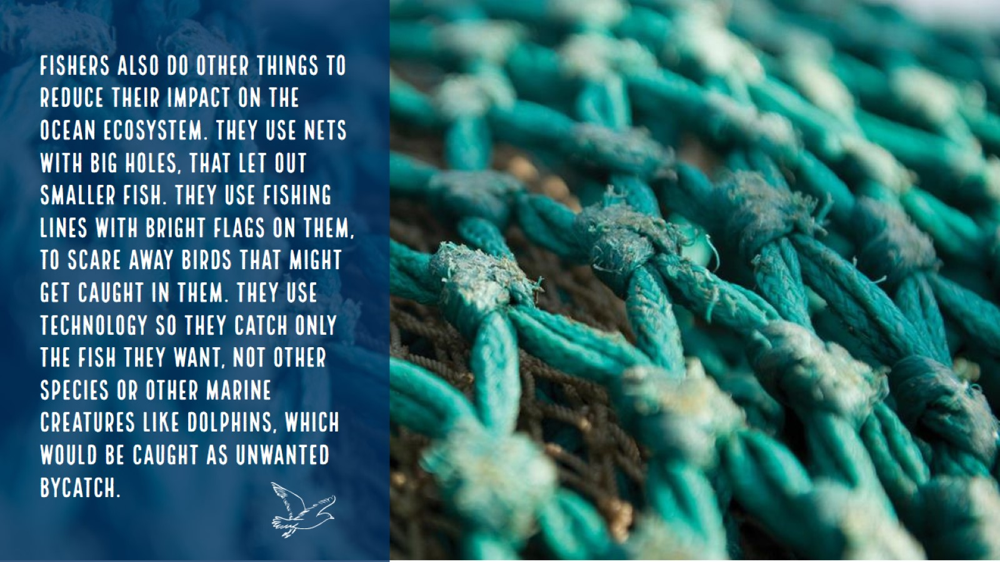 FISHERS ALSO DO OTHER THINGS TO
REDUCE THEIR IMPACT ON THE
OCEAN ECOSYSTEM. THEY USE NETS
WITH BIG HOLES, THAT LET OUT
SMALLER FISH. THEY USE FISHING
LINES WITH BRIGHT FLAGS ON THEM,
TO SCARE AWAY BIRDS THAT MIGHT
GET CAUGHT IN THEM. THEY USE
TECHNOLOGY SO THEY CATCH ONLY
THE FISH THEY WANT, NOT OTHER
SPECIES OR OTHER MARINE
CREATURES LIKE DOLPHINS, WHICH
WOULD BE CAUGHT AS UNWANTED
BYCATCH.